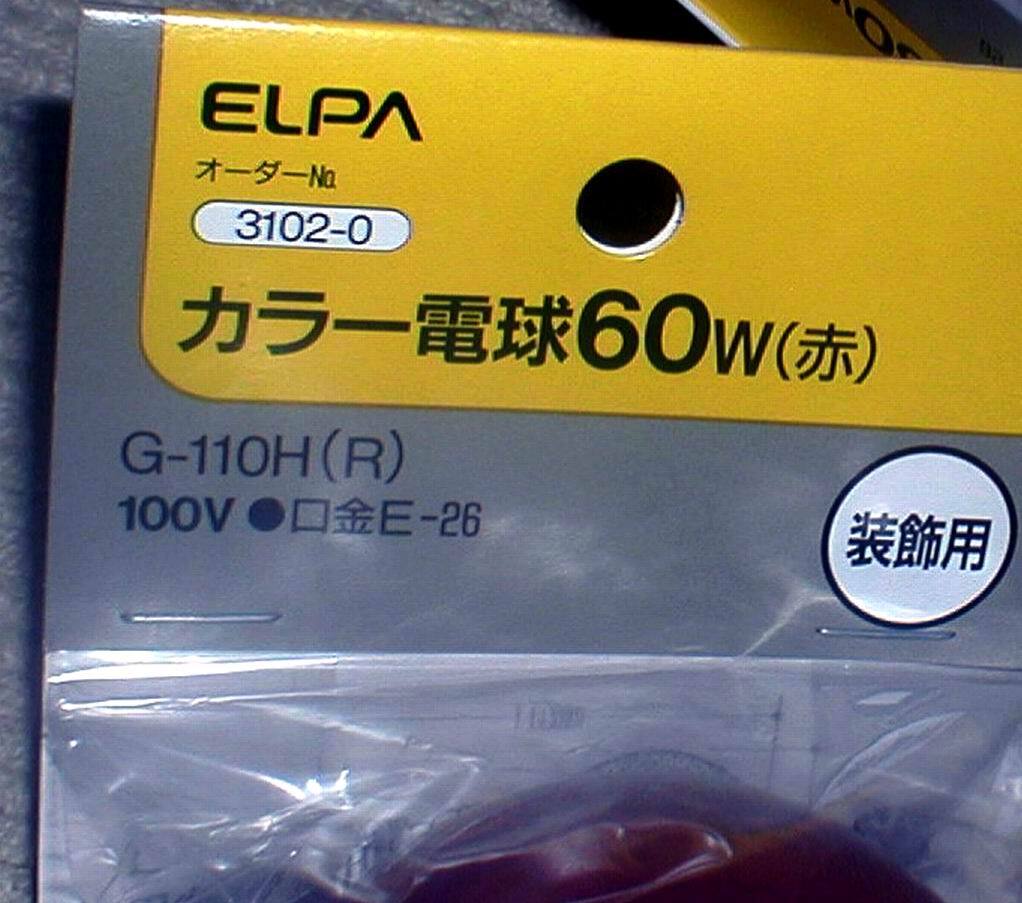 ELPA
オーダー№
3102-0
カラー電球60W(赤)
G-110H(R)
100V●口金E-26
装飾用